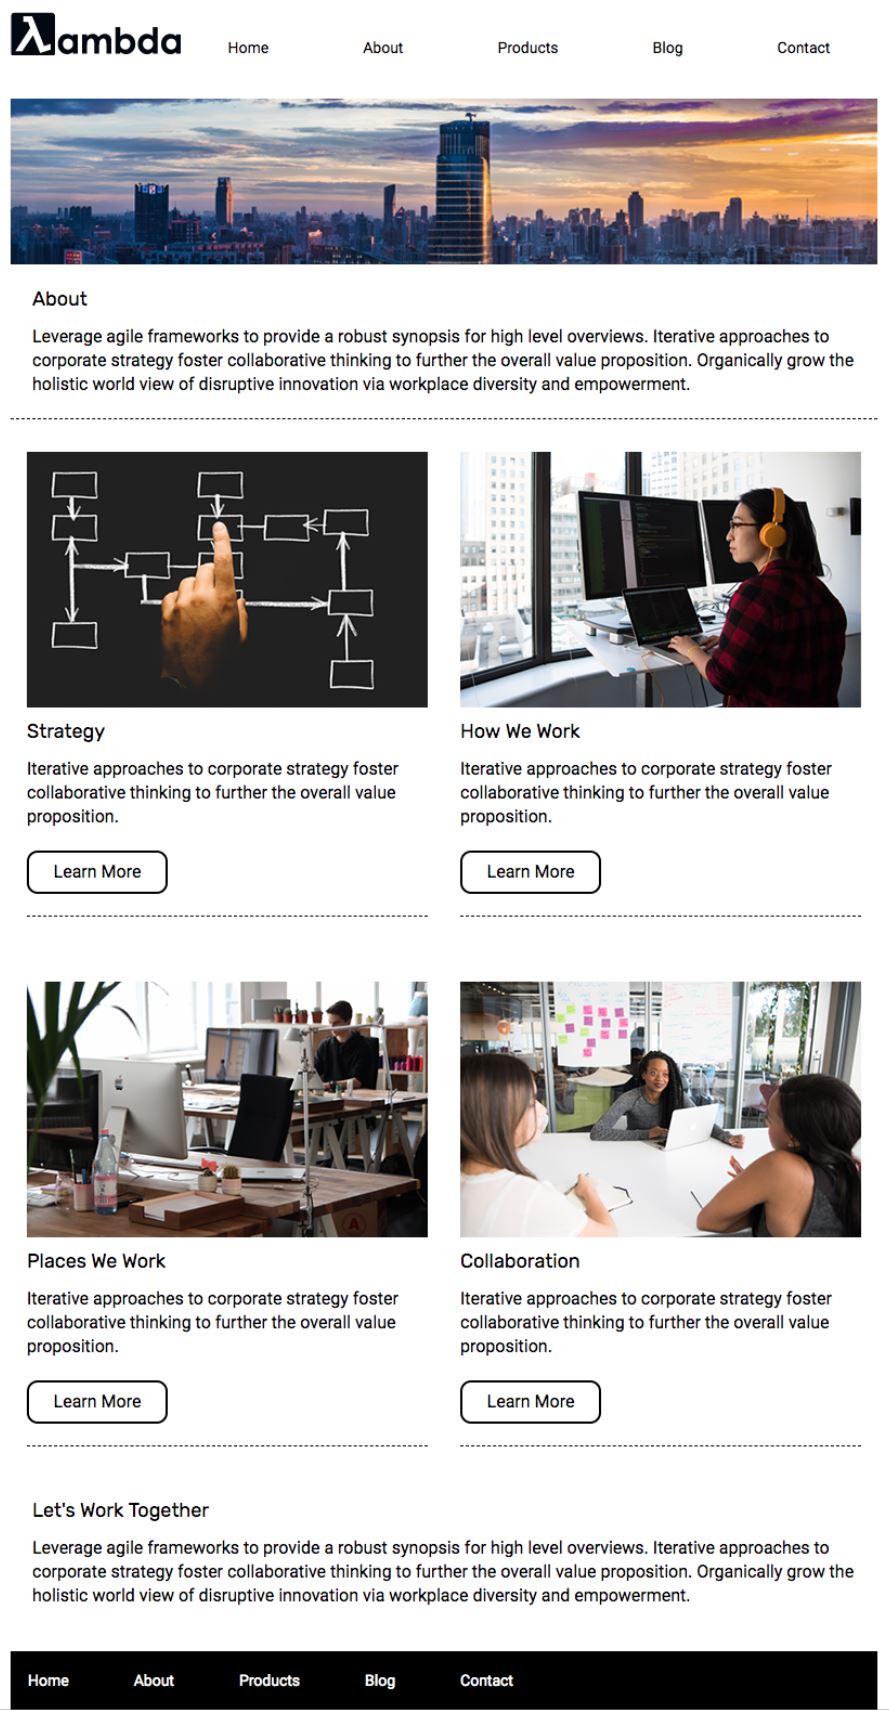 λambda
Home About Products Blog Contact
About
Leverage agile frameworks to provide a robust synopsis for high level overviews. Iterative approaches to
corporate strategy foster collaborative thinking to further the overall value proposition. Organically grow the
holistic world view of disruptive innovation via workplace diversity and empowerment.
Strategy
Iterative approaches to corporate strategy foster
collaborative thinking to further the overall value
proposition.
Learn More
How We Work
Iterative approaches to corporate strategy foster
collaborative thinking to further the overall value
proposition.
Learn More
A
Places We Work
Iterative approaches to corporate strategy foster
collaborative thinking to further the overall value
proposition.
Learn More
Collaboration
Iterative approaches to corporate strategy foster
collaborative thinking to further the overall value
proposition.
Learn More
Let's Work Together
Leverage agile frameworks to provide a robust synopsis for high level overviews. Iterative approaches to
corporate strategy foster collaborative thinking to further the overall value proposition. Organically grow the
holistic world view of disruptive innovation via workplace diversity and empowerment.
Home About Products Blog Contact